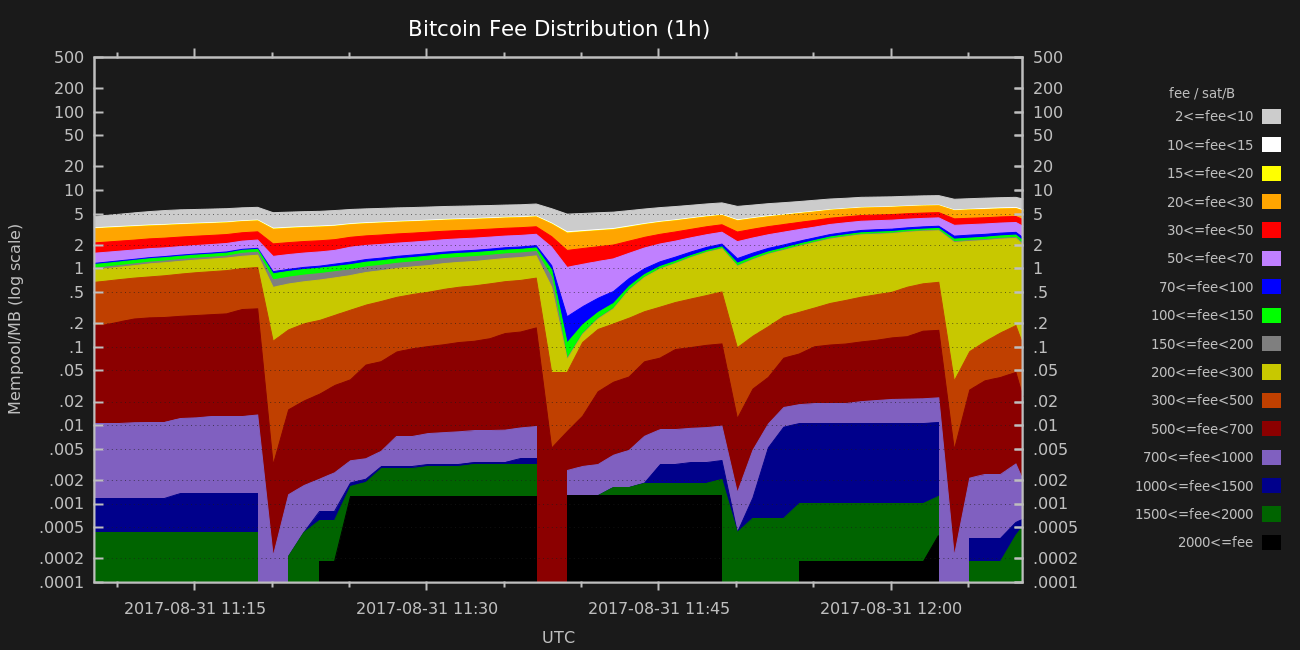 Bitcoin Fee Distribution (1h)
500 500
200 200
100 100
50 50
20 20
10 10
5 5
2 2
1 1
.5 .5
.2 .2
.1 .1
.05 .05
.02 .02
.01 .01
.005 .005
.002 .002
.001 .001
.0005 .0005
.0002 .0002
.0001 .0001
Mempool/MB (log scale)
2017-08-31 11:15 2017-08-31 11:30 2017-08-31 11:45 2017-08-31 12:00
UTC
fee / sat/B
2<=fee<10
10<=fee<15
15<=fee<20
20<=fee<30
30<=fee<50
50<=fee<70
70<=fee<100
100<=fee<150
150<=fee<200
200<=fee<300
300<=fee<500
500<=fee<700
700<=fee<1000
1000<=fee<1500
1500<=fee<2000
2000<=fee